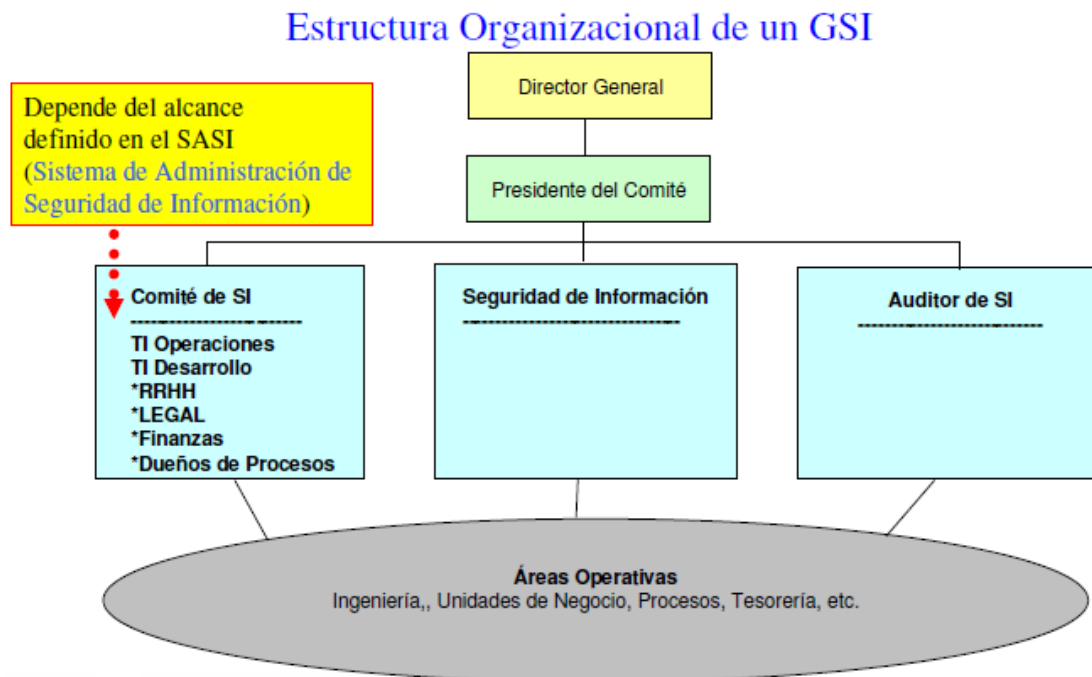 Estructura Organizacional de un GSI
Director General
Depende del alcance
definido en el SASI
(Sistema de Administración de
Seguridad de Información)
Presidente del Comité
Comité de SI
---------------------------
TI Operaciones
TI Desarrollo
*RRHH
*LEGAL
*Finanzas
*Dueños de Procesos
Seguridad de Información
----------------------------------
Auditor de SI
-----------------------------
Áreas Operativas
Ingeniería,, Unidades de Negocio, Procesos, Tesorería, etc.